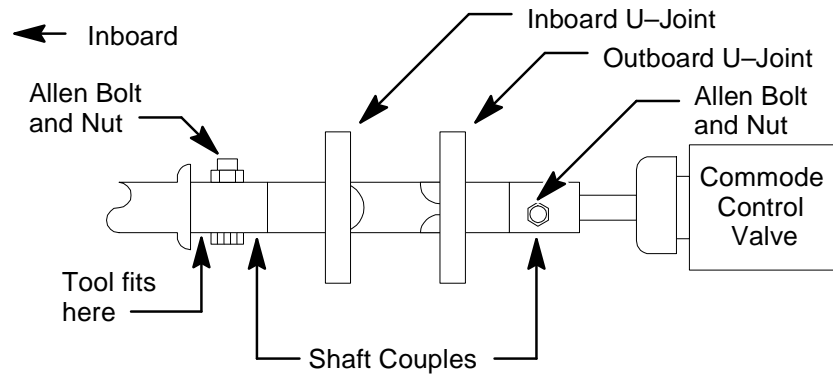 Inboard
Inboard U–Joint
Outboard U–Joint
Allen Bolt
and Nut
Allen Bolt
and Nut
Commode
Control
Valve
Tool fits
here
Shaft Couples